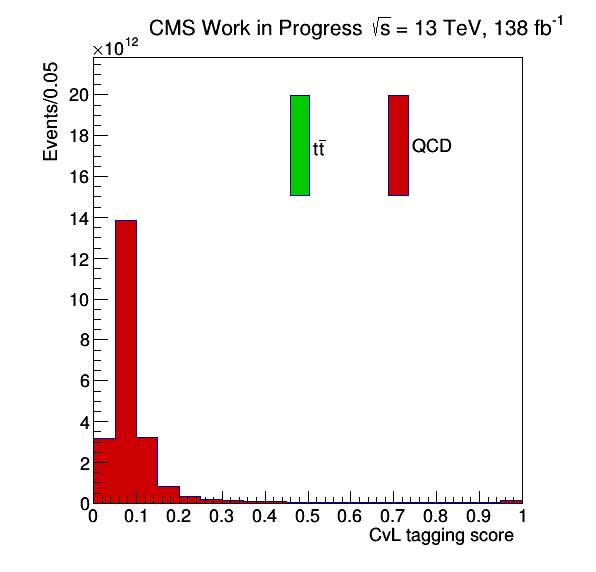 CMS Work in Progress √s = 13 TeV, 138 fb⁻¹
×10¹²
Events/0.05
20
18
16
14
12
10
8
6
4
2
0
tt̄
QCD
0 0.1 0.2 0.3 0.4 0.5 0.6 0.7 0.8 0.9 1
CvL tagging score